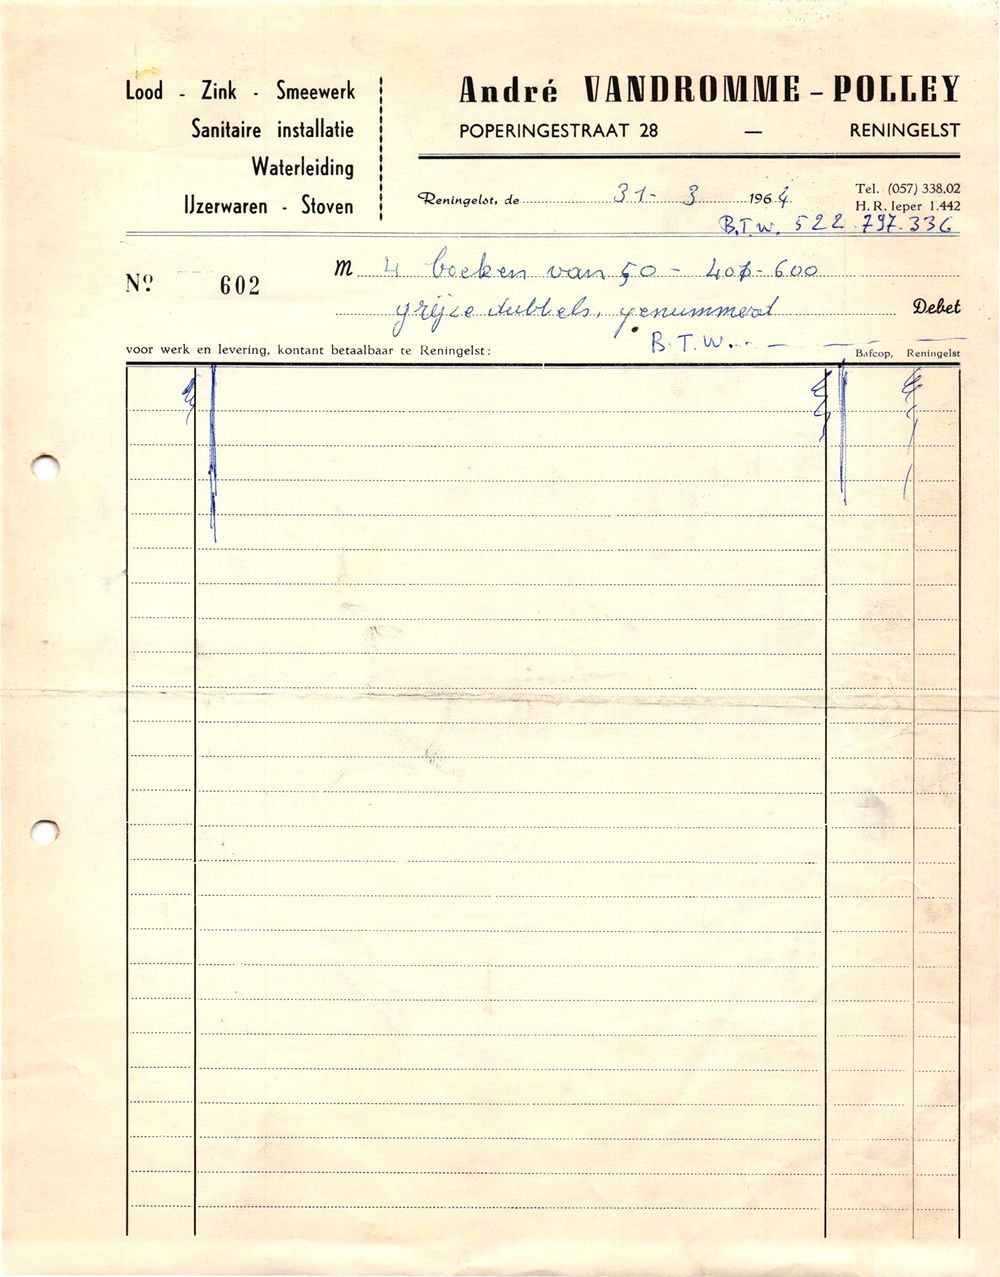 Lood - Zink - Smeewerk
Sanitaire installatie
Waterleiding
IJzerwaren - Stoven
André VANDROMME - POLLEY
POPERINGESTRAAT 28 — RENINGELST
Reningelst, de 31 - 3 1964
Tel. (057) 338.02
H. R. Ieper 1.442
B.T.W. 522.797.336
Nº 602
M 4 boeken van 50 - 401 - 600
grijze dubbels, genummerd
Debet
B.T.W.
voor werk en levering, kontant betaalbaar te Reningelst:
Bafcop, Reningelst